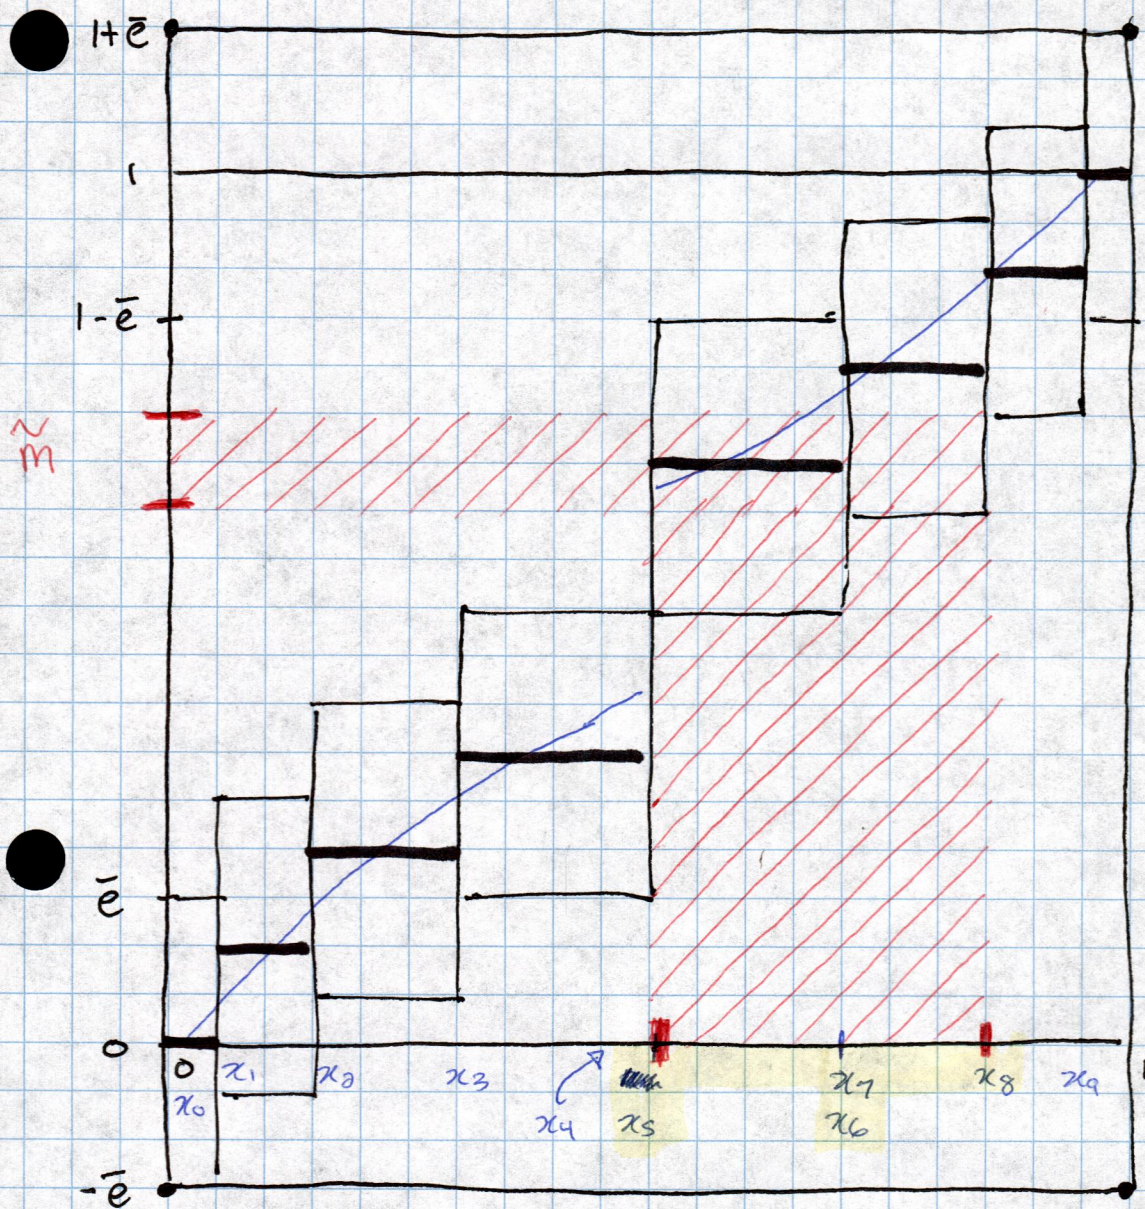 1+ē
1
1-ē
m̃
ē
0
0 x₁ x₂ x₃ x₇ x₈ x₉
x₀ x₄ x₅ x₆
-ē